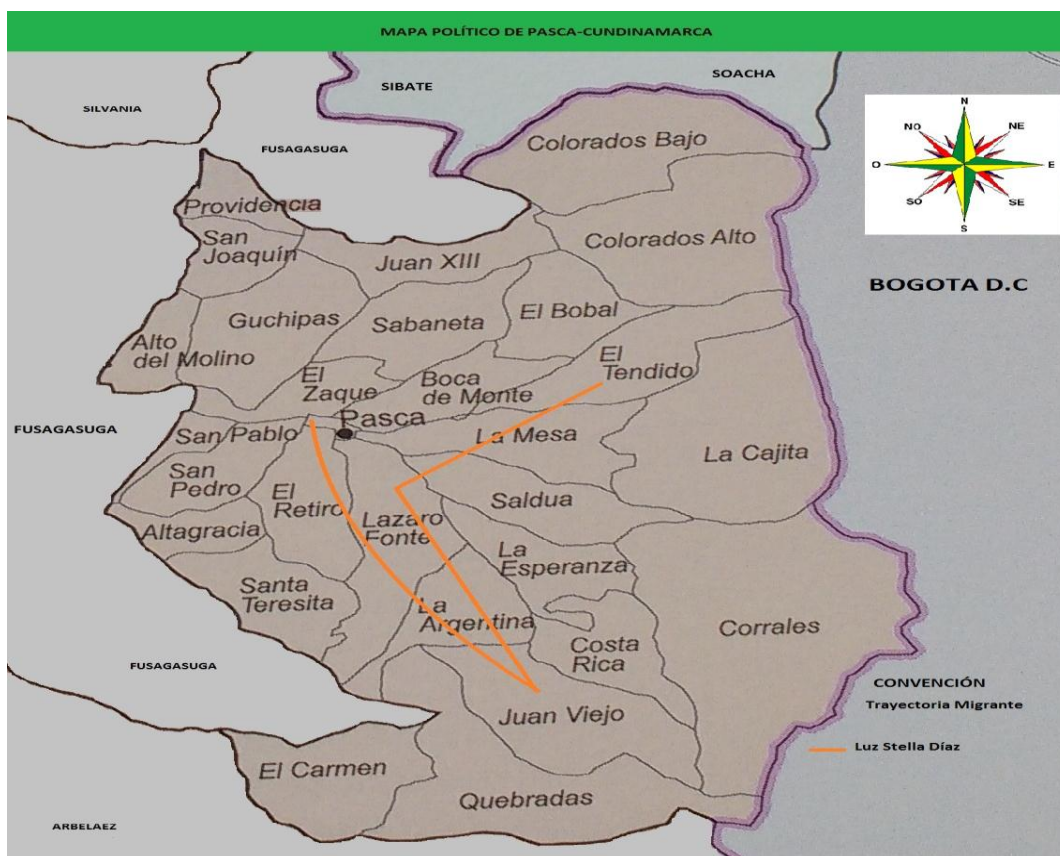 MAPA POLÍTICO DE PASCA-CUNDINAMARCA
SOACHA
SIBATE
SILVANIA
FUSAGASUGA
Colorados Bajo
N
NO
NE
O
E
SO
SE
S
Providencia
San
Joaquín
Juan XIII
Colorados Alto
BOGOTA D.C
Guchipas
Sabaneta
El Bobal
Alto
del Molino
El
Zaque
Boca
de Monte
El
Tendido
Pasca
FUSAGASUGA
San Pablo
La Mesa
La Cajita
San
Pedro
El
Retiro
Saldua
Altagracia
Lazaro
Fonte
La
Esperanza
Santa
Teresita
La
Argentina
Costa
Rica
Corrales
FUSAGASUGA
CONVENCIÓN
Trayectoria Migrante
Juan Viejo
Luz Stella Díaz
El Carmen
Quebradas
ARBELAEZ